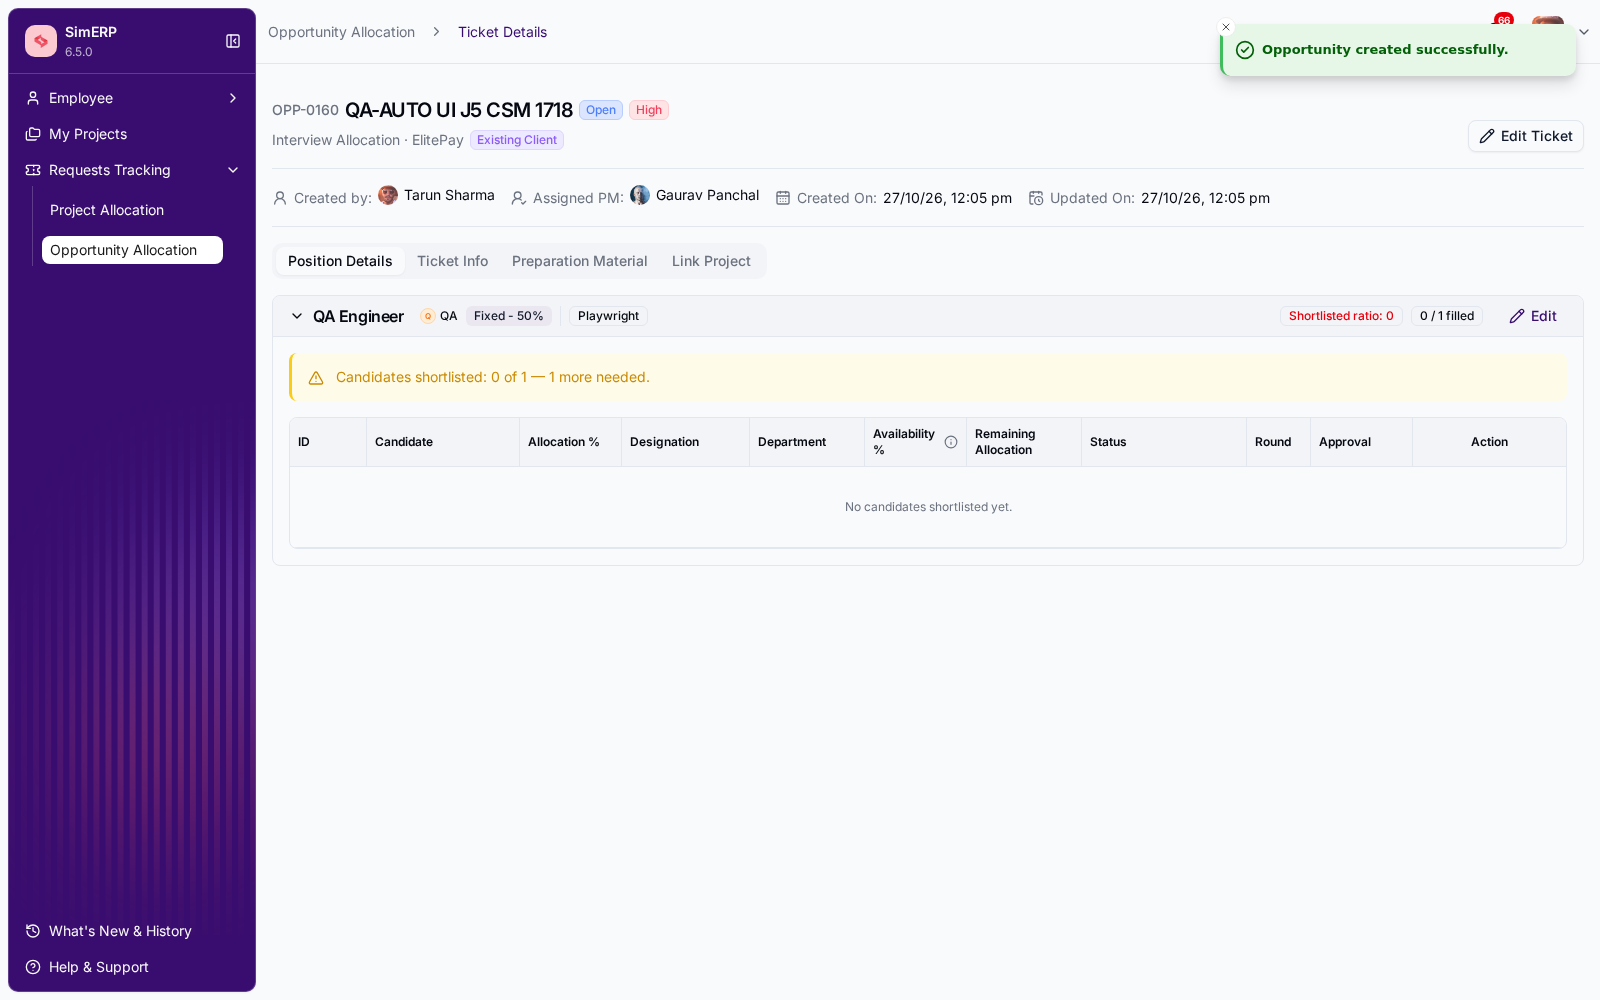 SimERP
6.5.0
Employee
My Projects
Requests Tracking
Project Allocation
Opportunity Allocation
What's New & History
Help & Support
Opportunity Allocation > Ticket Details
66
Opportunity created successfully.
OPP-0160 QA-AUTO UI J5 CSM 1718 Open High
Interview Allocation · ElitePay Existing Client
Edit Ticket
Created by: Tarun Sharma Assigned PM: Gaurav Panchal Created On: 27/10/26, 12:05 pm Updated On: 27/10/26, 12:05 pm
Position Details Ticket Info Preparation Material Link Project
QA Engineer Q QA Fixed - 50% Playwright Shortlisted ratio: 0 0 / 1 filled Edit
Candidates shortlisted: 0 of 1 — 1 more needed.
ID Candidate Allocation % Designation Department Availability % Remaining Allocation Status Round Approval Action
No candidates shortlisted yet.